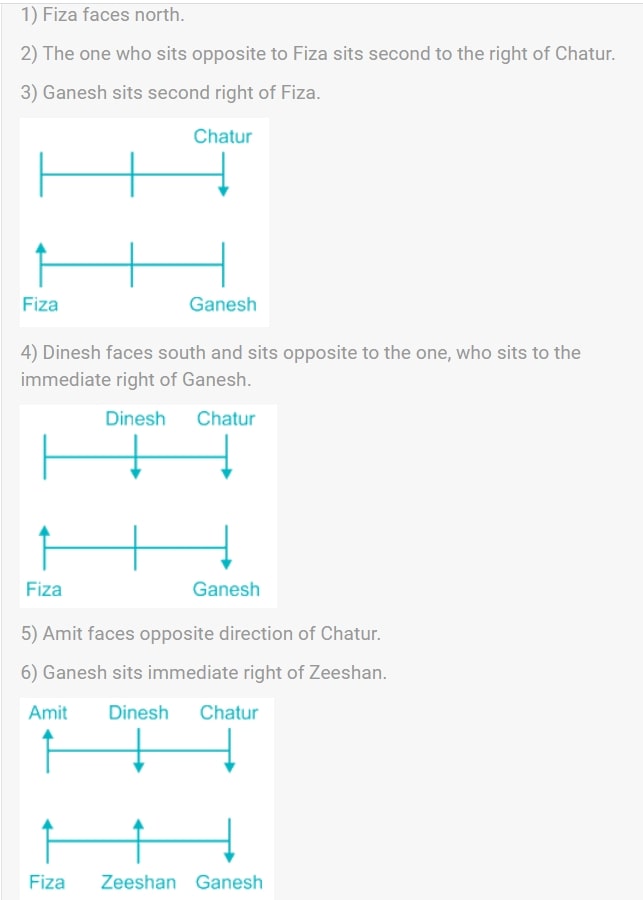 1) Fiza faces north.
2) The one who sits opposite to Fiza sits second to the right of Chatur.
3) Ganesh sits second right of Fiza.
Chatur
Fiza Ganesh
4) Dinesh faces south and sits opposite to the one, who sits to the
immediate right of Ganesh.
Dinesh Chatur
Fiza Ganesh
5) Amit faces opposite direction of Chatur.
6) Ganesh sits immediate right of Zeeshan.
Amit Dinesh Chatur
Fiza Zeeshan Ganesh